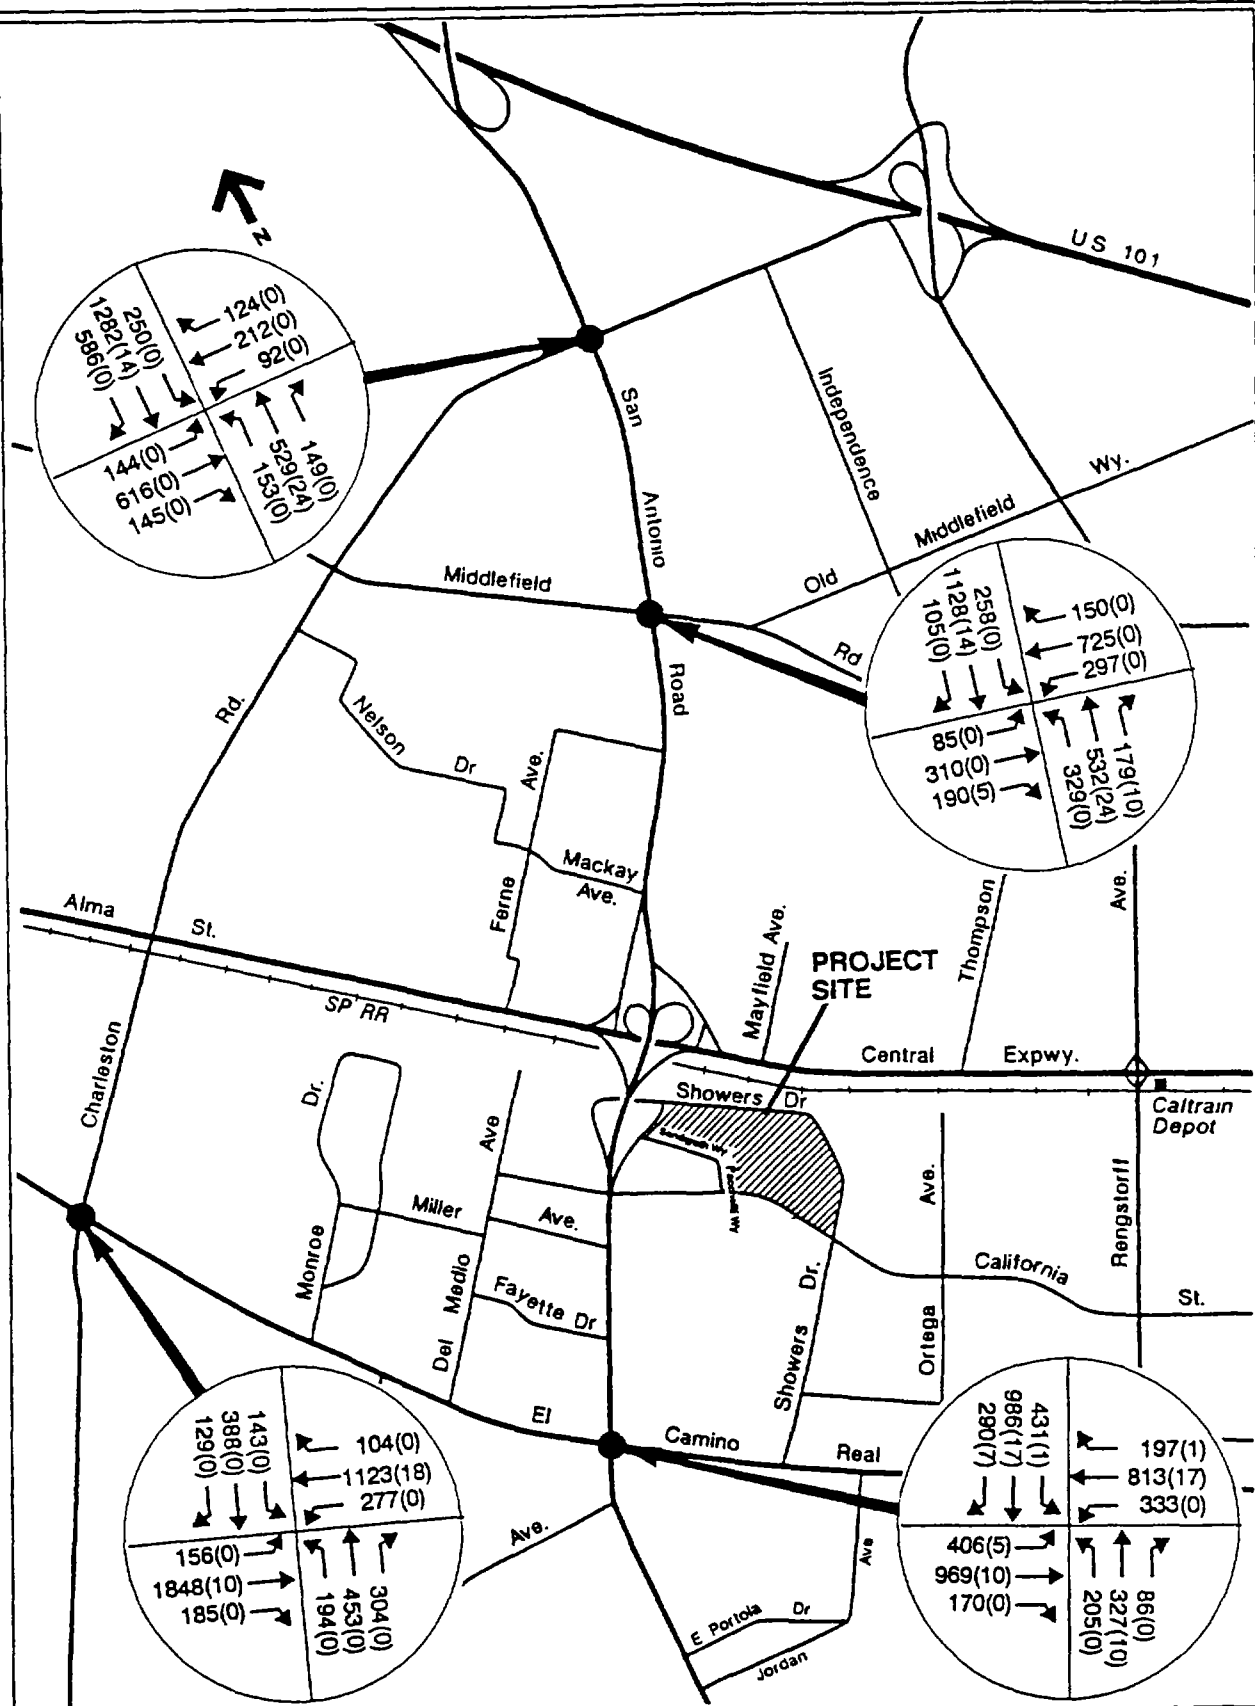 US 101
Z
124(0)
212(0)
92(0)
250(0)
1282(14)
586(0)
144(0)
616(0)
145(0)
149(0)
529(24)
153(0)
San
Antonio
Road
Independence
Old
Middlefield
Wy.
Middlefield
Rd
258(0)
1128(14)
105(0)
150(0)
725(0)
297(0)
85(0)
310(0)
190(5)
179(10)
532(24)
329(0)
Rd.
Nelson
Dr
Ave.
Ferne
Mackay
Ave.
Alma
St.
SP RR
Charleston
Mayfield Ave.
PROJECT
SITE
Thompson
Ave.
Central
Expwy.
Caltrain
Depot
Showers Dr
Dr.
Monroe
Miller
Ave
Medio
Del
Ave.
Fayette Dr
Ave.
Ortega
Rengstorff
California
St.
Showers
Dr.
El
Camino
Real
Ave.
Ave
E Portola
Dr
Jordan
143(0)
388(0)
129(0)
104(0)
1123(18)
277(0)
156(0)
1848(10)
185(0)
304(0)
453(0)
194(0)
431(1)
986(17)
290(7)
197(1)
813(17)
333(0)
406(5)
969(10)
170(0)
86(0)
327(10)
205(0)